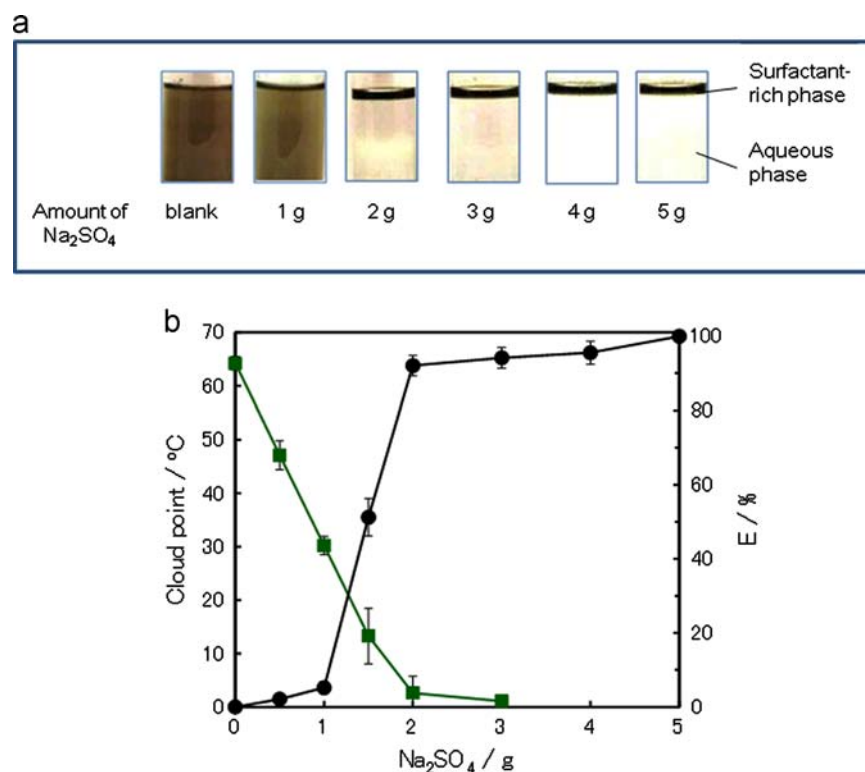 a
Surfactant-
rich phase
Aqueous
phase
Amount of
Na₂SO₄
blank
1 g
2 g
3 g
4 g
5 g
b
70
60
50
40
30
20
10
0
Cloud point / ºC
100
80
60
40
20
0
E / %
0
1
2
3
4
5
Na₂SO₄ / g